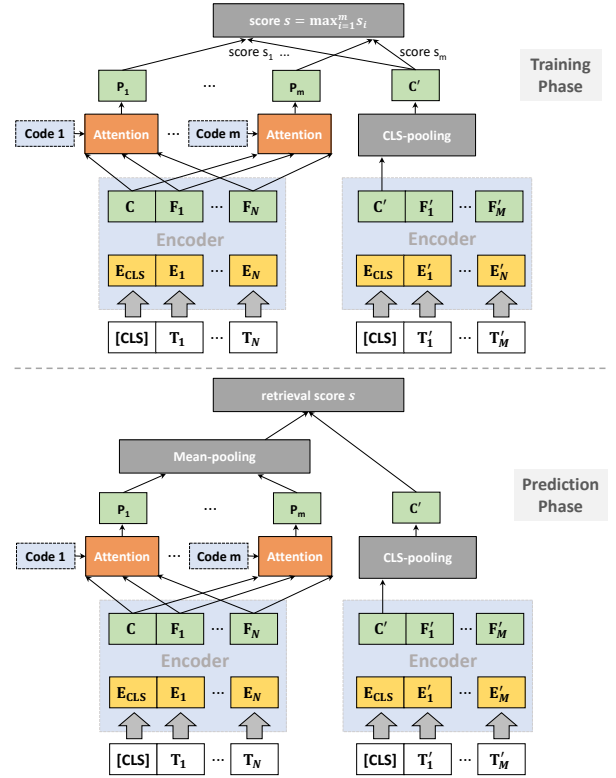 score s = max_{i=1}^{m} s_i
score s_1 ...
score s_m
Training
Phase
P_1
...
P_m
C′
Code 1
Attention
...
Code m
Attention
CLS-pooling
C F_1 ... F_N
C′ F′_1 ... F′_M
Encoder
Encoder
E_CLS E_1 ... E_N
E_CLS E′_1 ... E′_N
[CLS] T_1 ... T_N
[CLS] T′_1 ... T′_M
retrieval score s
Mean-pooling
Prediction
Phase
P_1
...
P_m
C′
Code 1
Attention
...
Code m
Attention
CLS-pooling
C F_1 ... F_N
C′ F′_1 ... F′_M
Encoder
Encoder
E_CLS E_1 ... E_N
E_CLS E′_1 ... E′_M
[CLS] T_1 ... T_N
[CLS] T′_1 ... T′_M